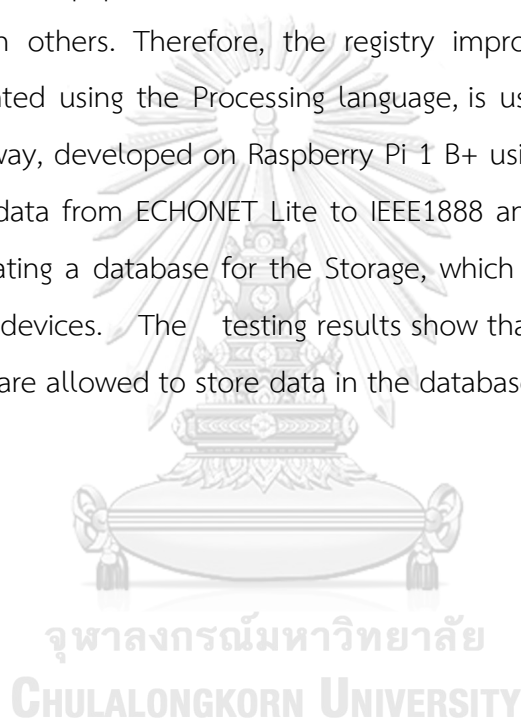 n others. Therefore, the registry impro
ted using the Processing language, is us
way, developed on Raspberry Pi 1 B+ usi
data from ECHONET Lite to IEEE1888 an
ating a database for the Storage, which
devices. The testing results show tha
are allowed to store data in the database
จุฬาลงกรณ์มหาวิทยาลัย
CHULALONGKORN UNIVERSITY